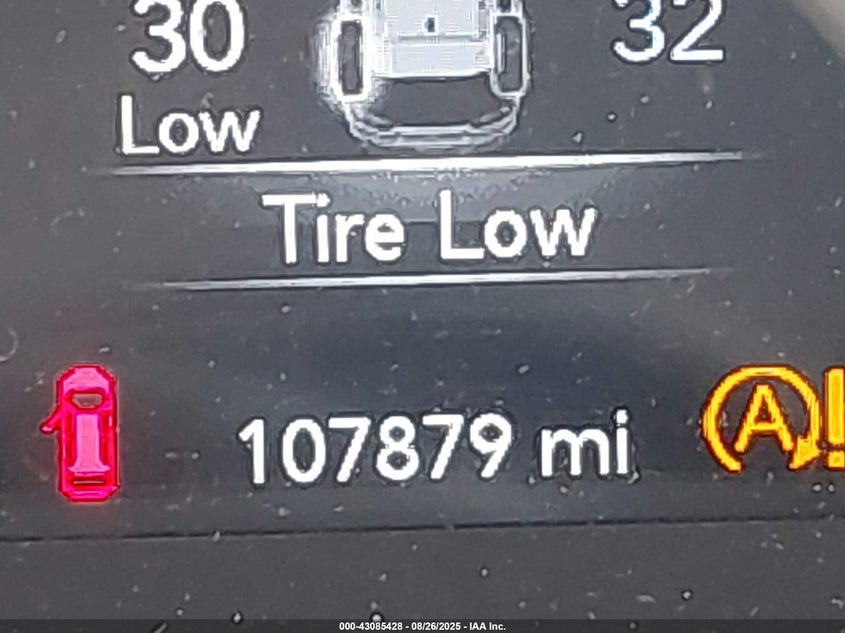 30 32
Low
Tire Low
107879 mi
A!
000-43085428 - 08/26/2025 - IAA Inc.